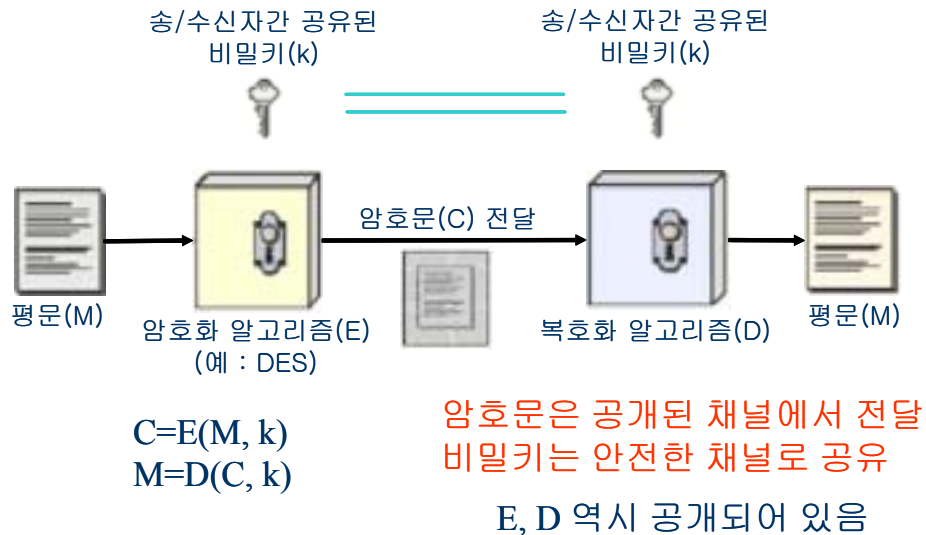 송/수신자간 공유된
비밀키(k)
송/수신자간 공유된
비밀키(k)
암호문(C) 전달
평문(M)
암호화 알고리즘(E)
(예 : DES)
복호화 알고리즘(D)
평문(M)
C=E(M, k)
M=D(C, k)
암호문은 공개된 채널에서 전달
비밀키는 안전한 채널로 공유
E, D 역시 공개되어 있음